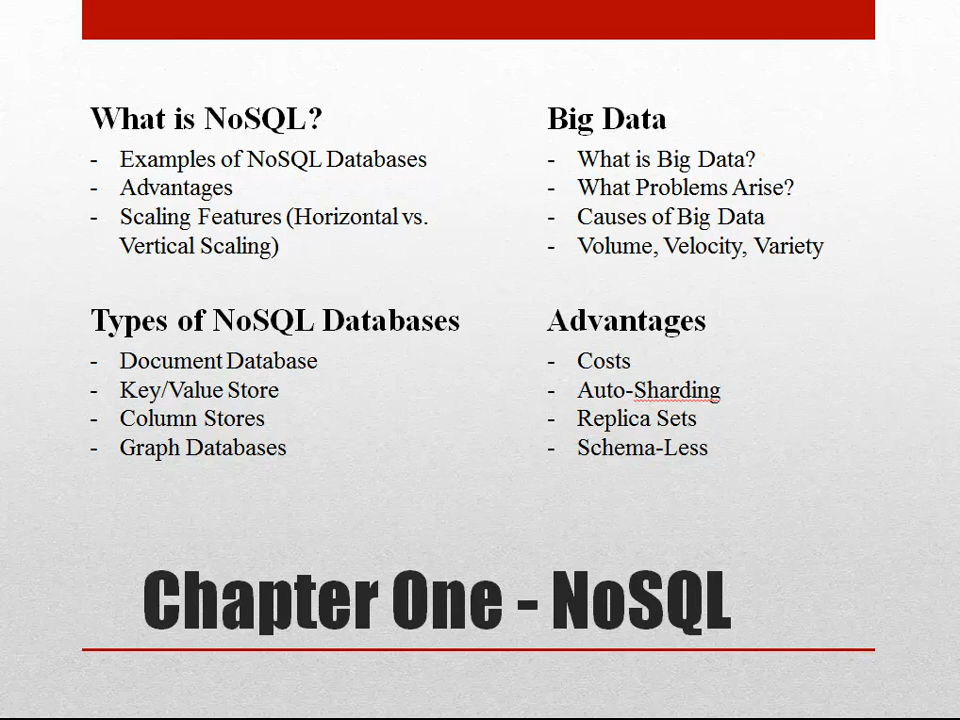 What is NoSQL?
- Examples of NoSQL Databases
- Advantages
- Scaling Features (Horizontal vs.
Vertical Scaling)
Big Data
- What is Big Data?
- What Problems Arise?
- Causes of Big Data
- Volume, Velocity, Variety
Types of NoSQL Databases
- Document Database
- Key/Value Store
- Column Stores
- Graph Databases
Advantages
- Costs
- Auto-Sharding
- Replica Sets
- Schema-Less
Chapter One - NoSQL